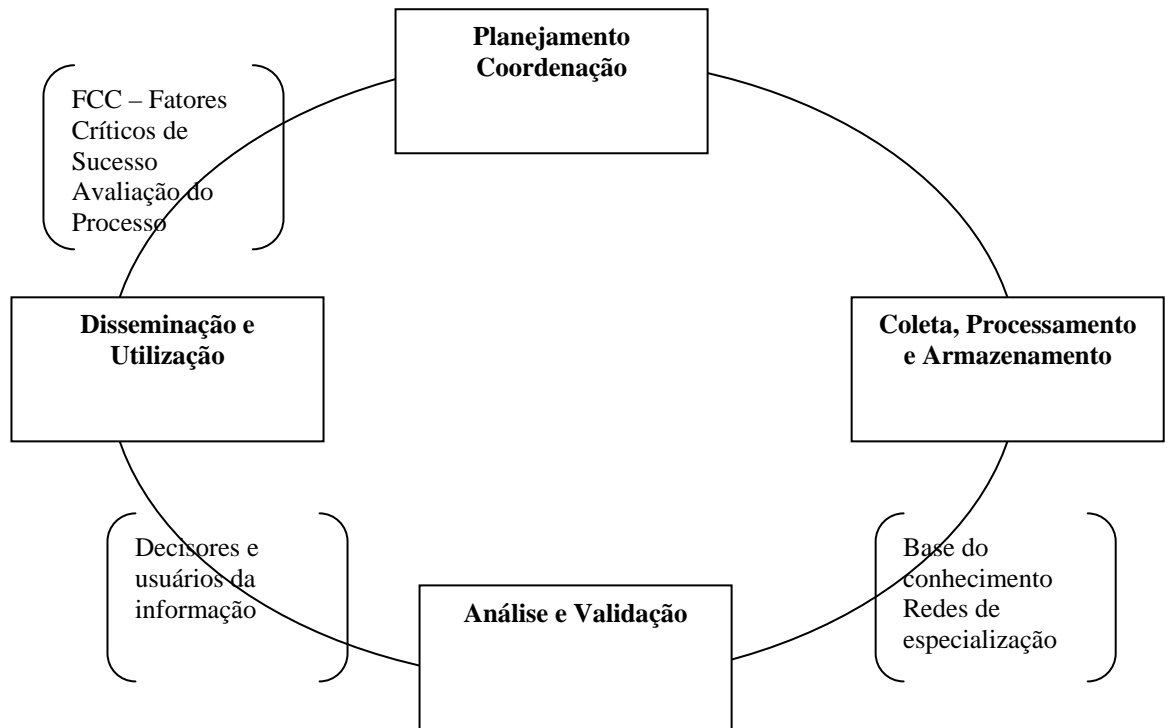 Planejamento
Coordenação
FCC – Fatores
Críticos de
Sucesso
Avaliação do
Processo
Disseminação e
Utilização
Coleta, Processamento
e Armazenamento
Decisores e
usuários da
informação
Análise e Validação
Base do
conhecimento
Redes de
especialização